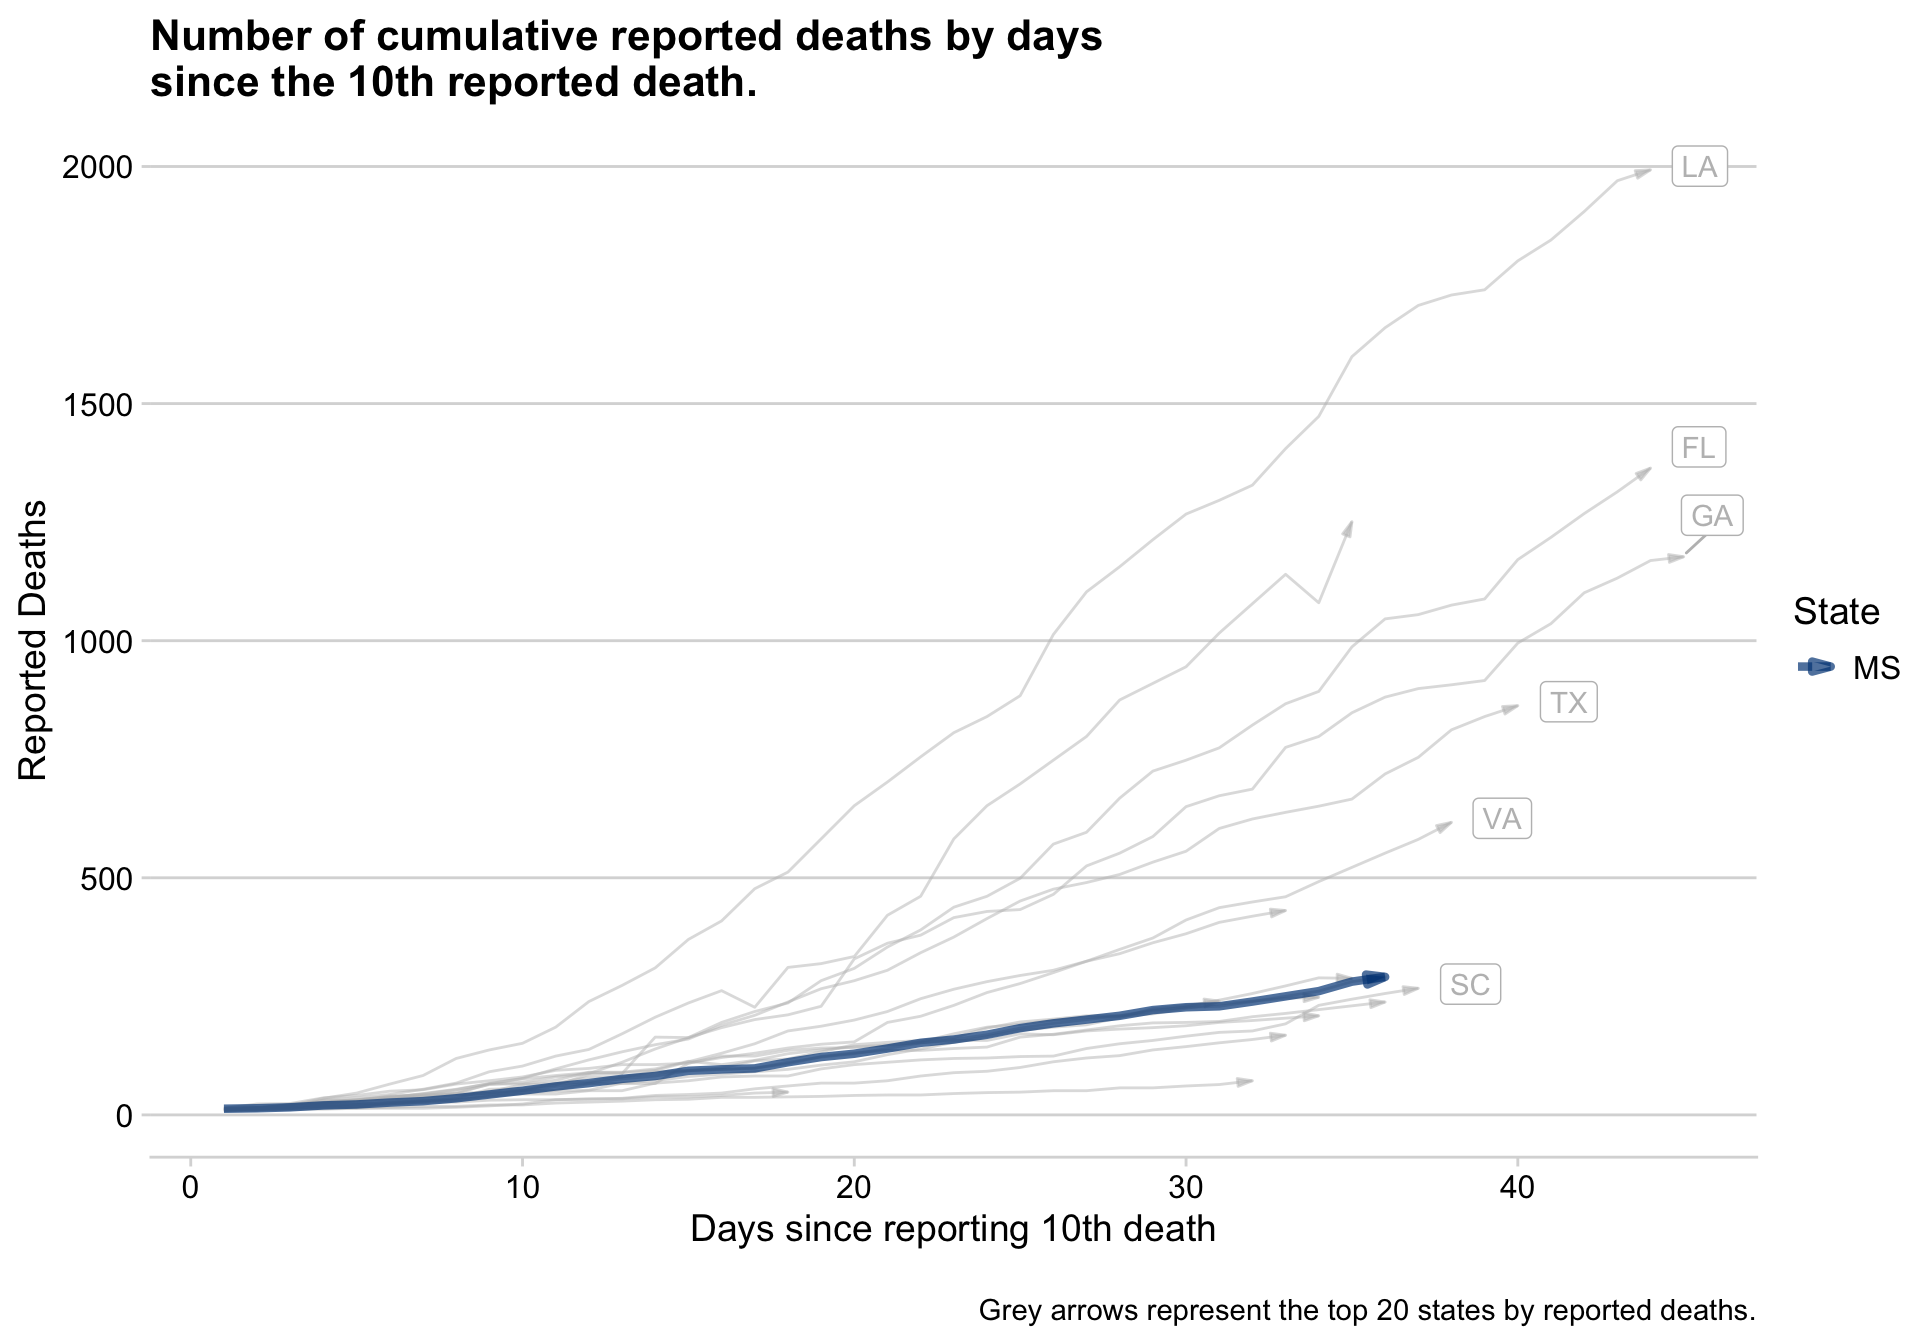 Number of cumulative reported deaths by days
since the 10th reported death.
2000
1500
1000
500
0
Reported Deaths
LA
FL
GA
TX
VA
SC
State
MS
0 10 20 30 40
Days since reporting 10th death
Grey arrows represent the top 20 states by reported deaths.